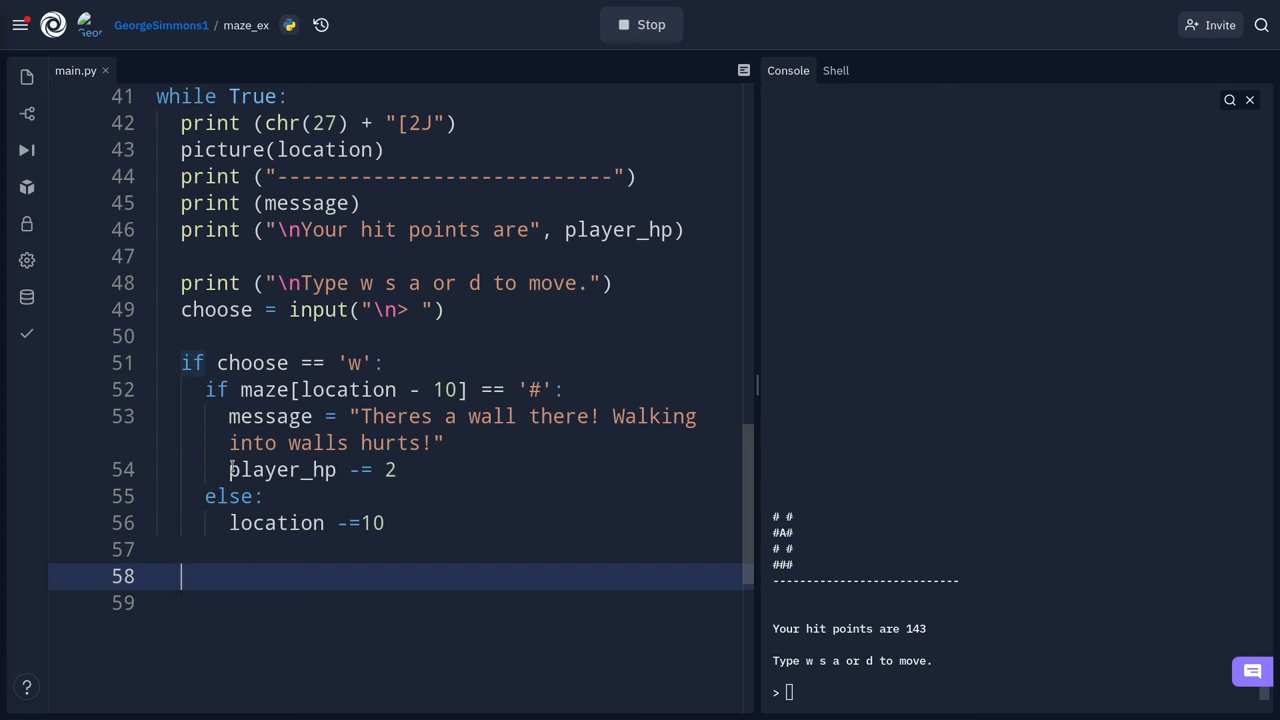 GeorgeSimmons1 / maze_ex
Stop
Invite
main.py
Console
Shell
41 while True:
42 print (chr(27) + "[2J")
43 picture(location)
44 print ("----------------------------")
45 print (message)
46 print ("\nYour hit points are", player_hp)
47
48 print ("\nType w s a or d to move.")
49 choose = input("\n> ")
50
51 if choose == 'w':
52 if maze[location - 10] == '#':
53 message = "Theres a wall there! Walking
into walls hurts!"
54 player_hp -= 2
55 else:
56 location -=10
57
58
59
# #
#A#
# #
###
----------------------------
Your hit points are 143
Type w s a or d to move.
>
?